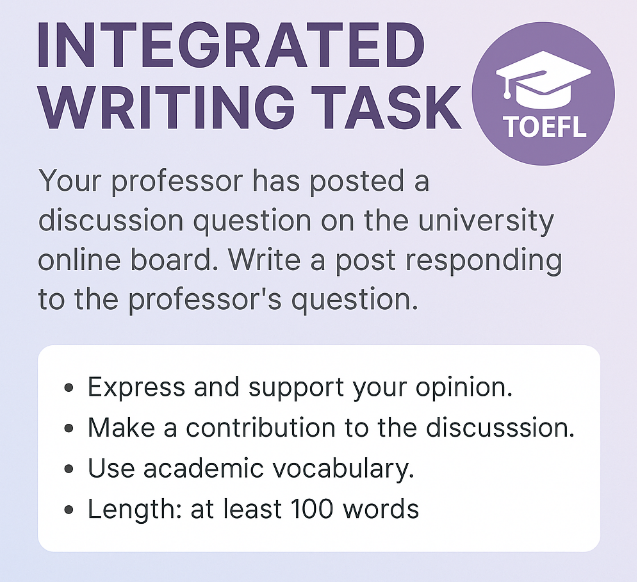 INTEGRATED
WRITING TASK
TOEFL
Your professor has posted a
discussion question on the university
online board. Write a post responding
to the professor's question.
• Express and support your opinion.
• Make a contribution to the discusssion.
• Use academic vocabulary.
• Length: at least 100 words